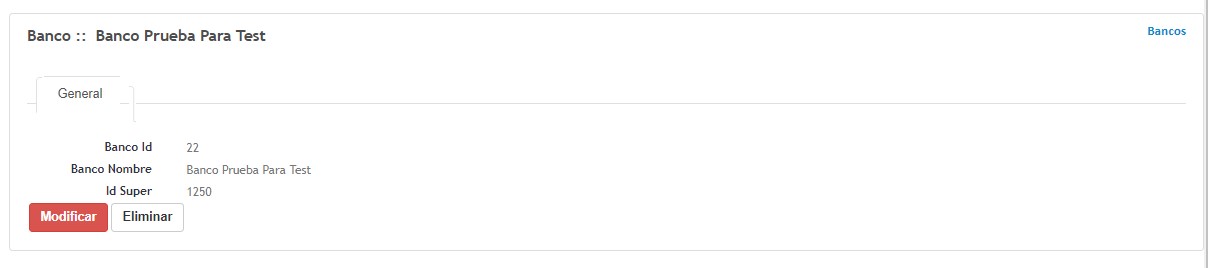 Banco :: Banco Prueba Para Test
Bancos
General
Banco Id 22
Banco Nombre Banco Prueba Para Test
Id Super 1250
Modificar Eliminar